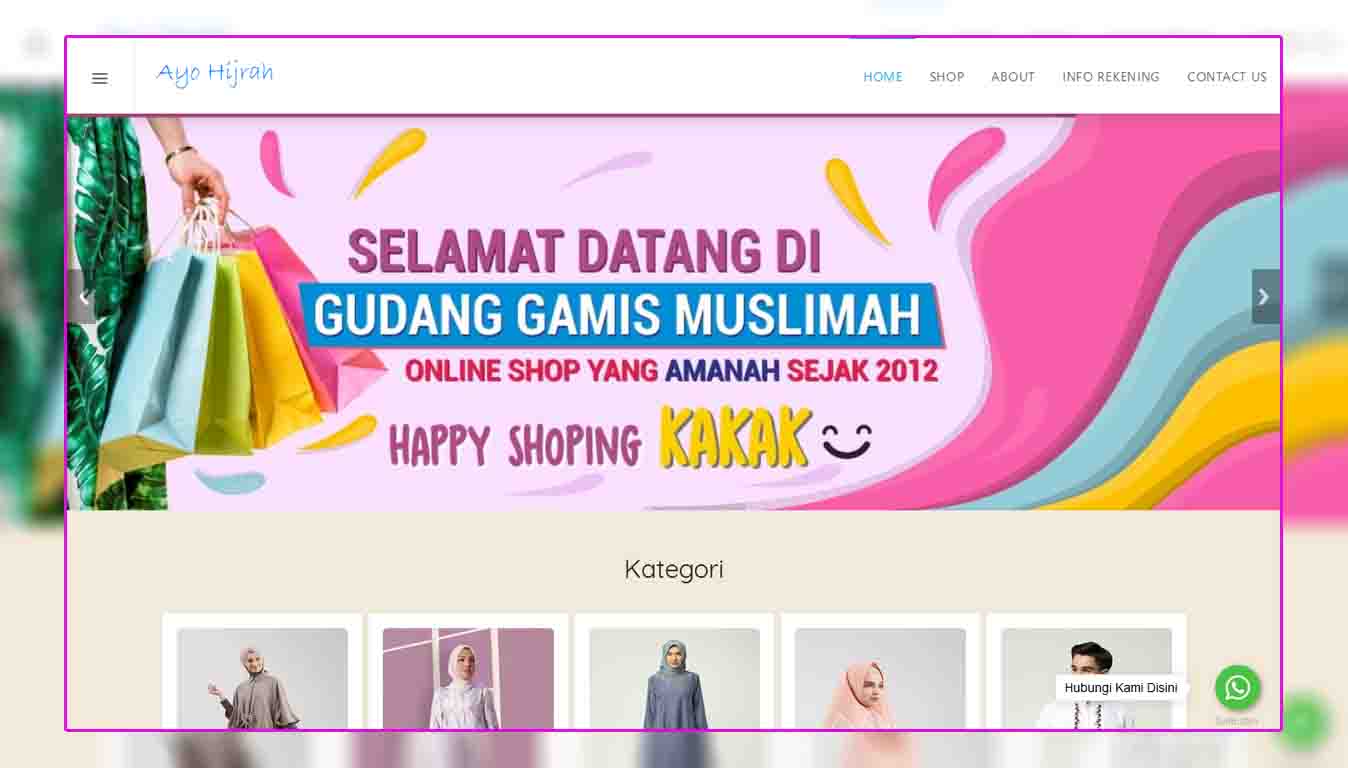 Ayo Hijrah
HOME SHOP ABOUT INFO REKENING CONTACT US
SELAMAT DATANG DI
GUDANG GAMIS MUSLIMAH
ONLINE SHOP YANG AMANAH SEJAK 2012
HAPPY SHOPING KAKAK
Kategori
Hubungi Kami Disini